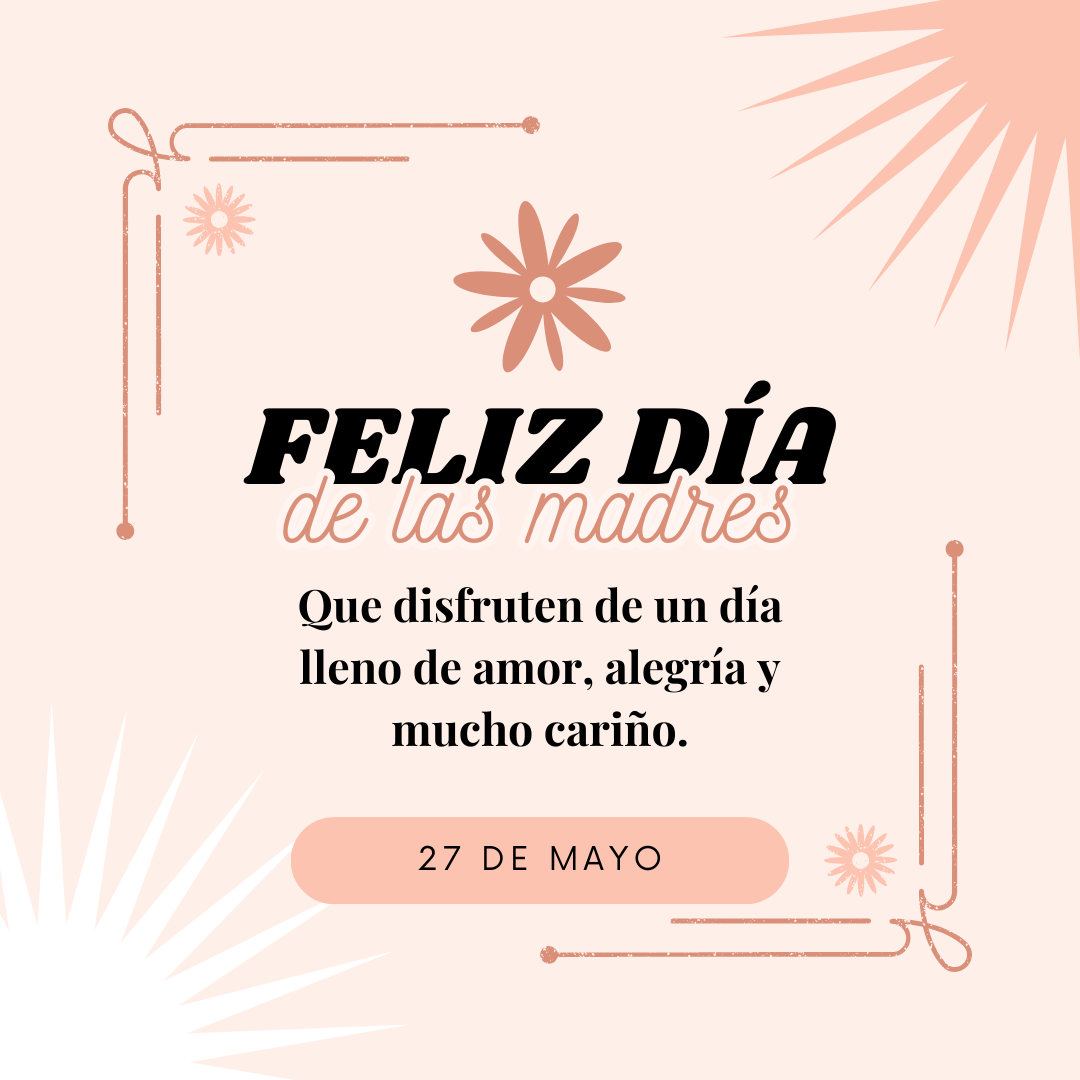 FELIZ DÍA
de las madres
Que disfruten de un día
lleno de amor, alegría y
mucho cariño.
27 DE MAYO